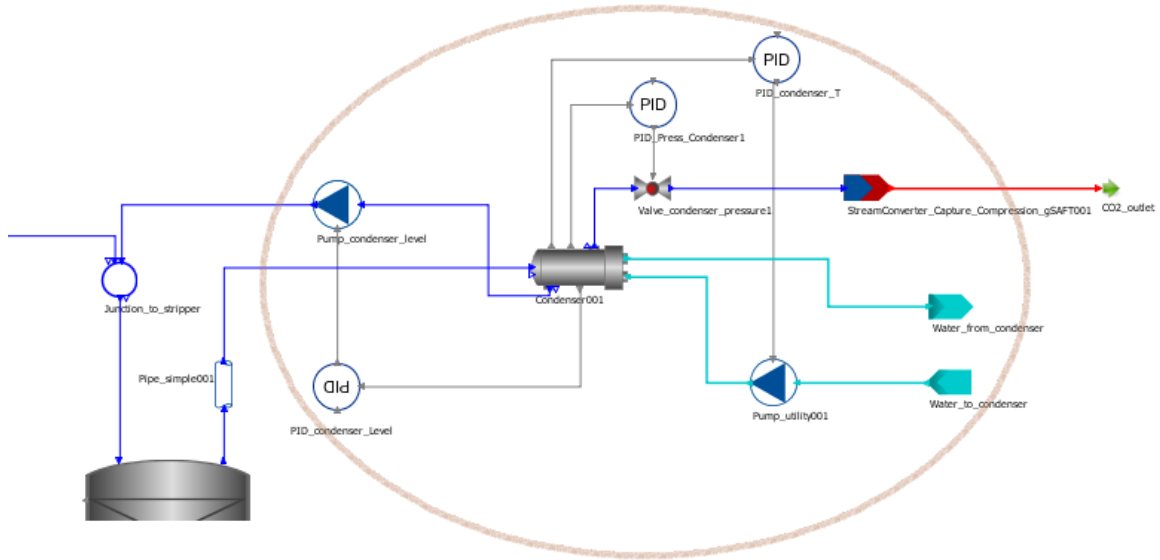 PID
PID_condenser_T
PID
PID_Press_Condenser1
Valve_condenser_pressure1
StreamConverter_Capture_Compression_gSAFT001
CO2_outlet
Pump_condenser_level
Condenser001
Junction_to_stripper
Water_from_condenser
Pipe_simple001
PID
PID_condenser_Level
Pump_utility001
Water_to_condenser